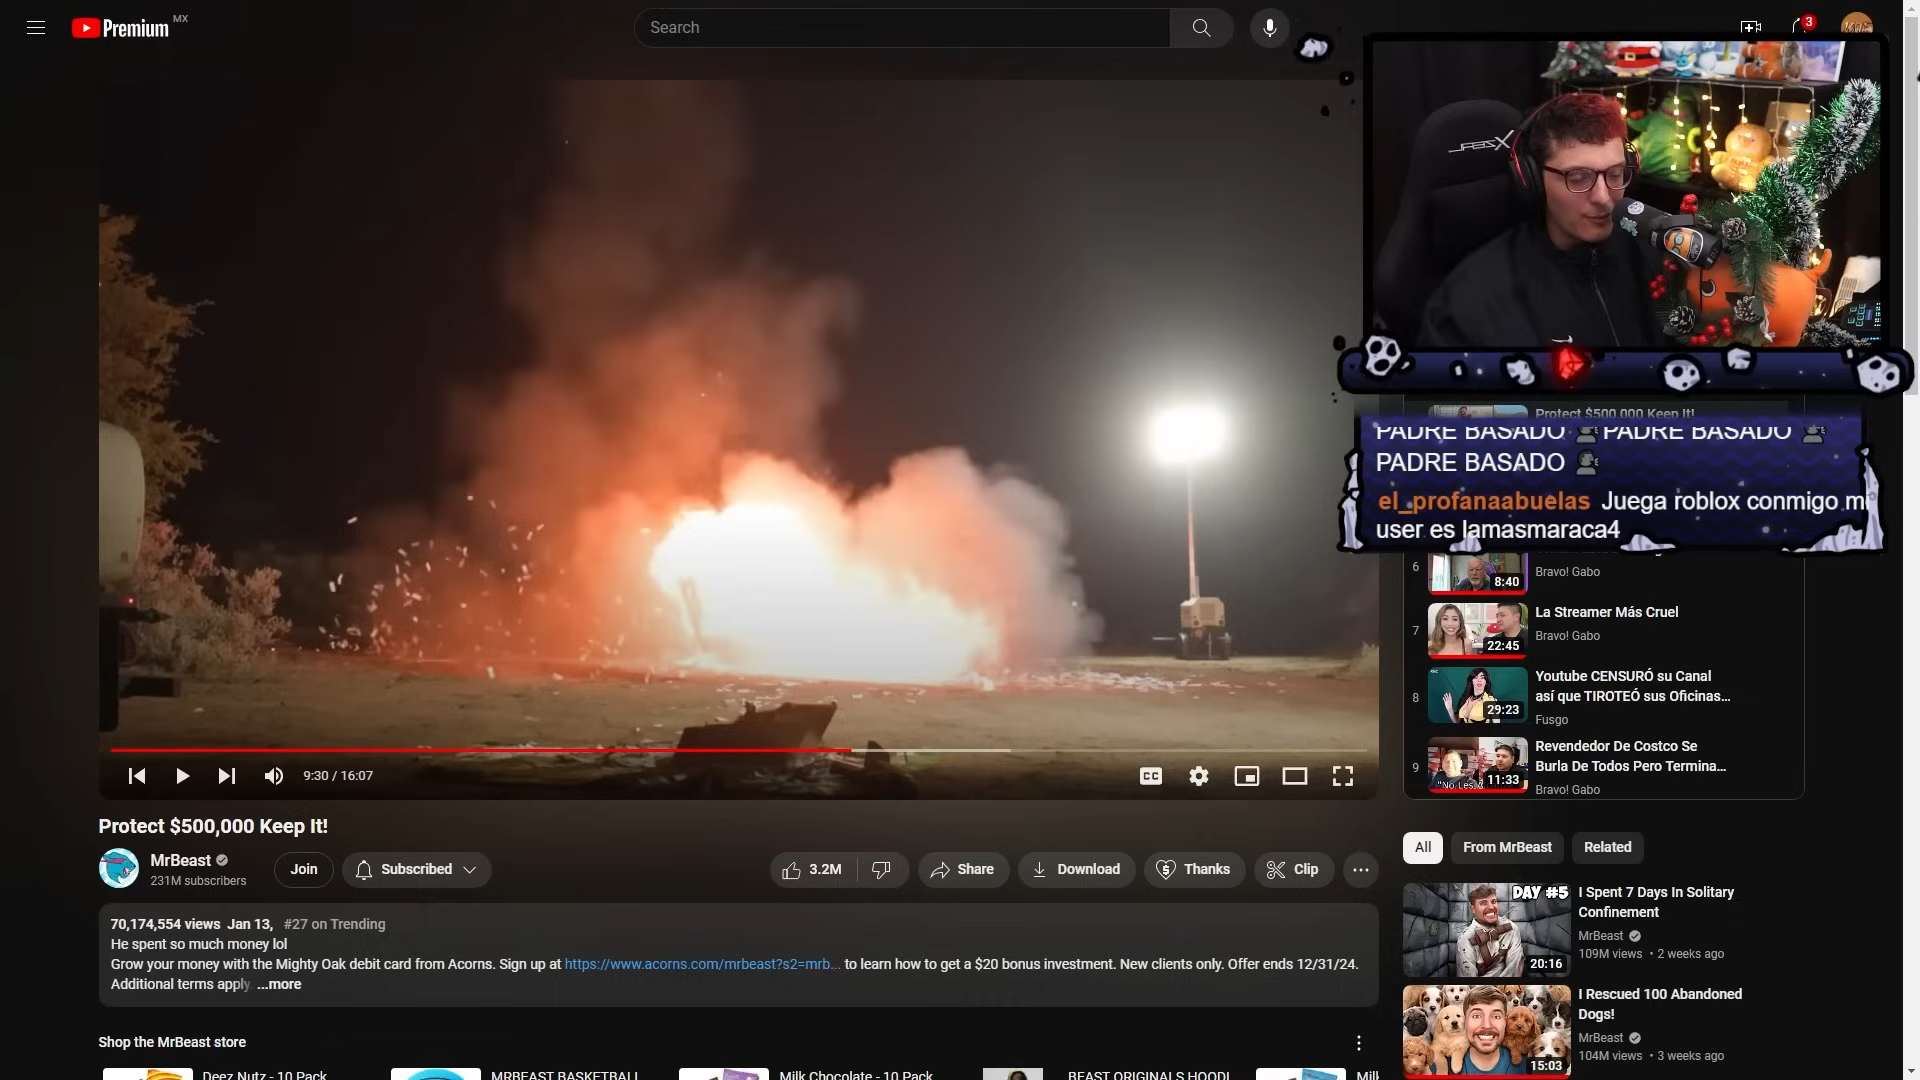 Premium MX
Search
3
XZEAL
Protect $500,000 Keep It!
PADRE BASADO PADRE BASADO
PADRE BASADO
el_profanaabuelas Juega roblox conmigo mi
user es lamasmaraca4
6
8:40
Bravo! Gabo
7
22:45
La Streamer Más Cruel
Bravo! Gabo
8
29:23
Youtube CENSURÓ su Canal
así que TIROTEÓ sus Oficinas...
Fusgo
9
11:33
Revendedor De Costco Se
Burla De Todos Pero Termina...
Bravo! Gabo
CC
9:30 / 16:07
Protect $500,000 Keep It!
MrBeast
231M subscribers
Join
Subscribed
3.2M
Share
Download
Thanks
Clip
70,174,554 views Jan 13, #27 on Trending
He spent so much money lol
Grow your money with the Mighty Oak debit card from Acorns. Sign up at https://www.acorns.com/mrbeast?s2=mrb... to learn how to get a $20 bonus investment. New clients only. Offer ends 12/31/24.
Additional terms apply. ...more
Shop the MrBeast store
Deez Nutz - 10 Pack
MRBEAST BASKETBALL
Milk Chocolate - 10 Pack
BEAST ORIGINALS HOODI
Milk
All
From MrBeast
Related
DAY #5
20:16
I Spent 7 Days In Solitary
Confinement
MrBeast
109M views • 2 weeks ago
15:03
I Rescued 100 Abandoned
Dogs!
MrBeast
104M views • 3 weeks ago